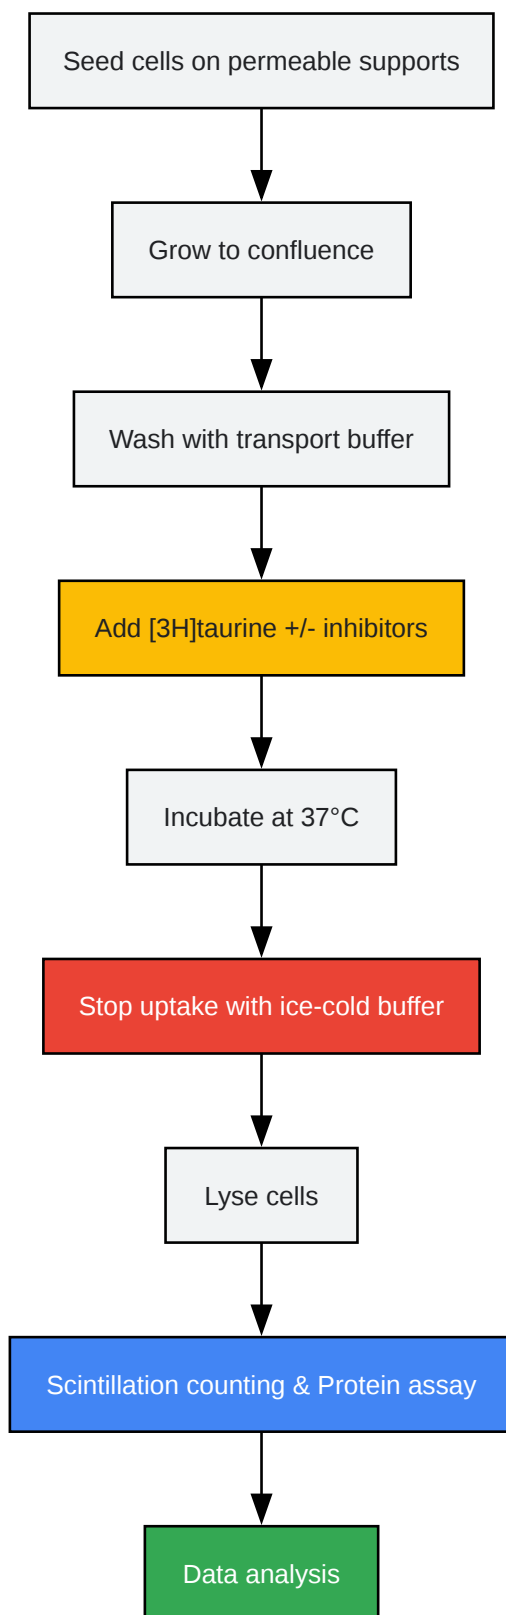 Seed cells on permeable supports
Grow to confluence
Wash with transport buffer
Add [3H]taurine +/- inhibitors
Incubate at 37°C
Stop uptake with ice-cold buffer
Lyse cells
Scintillation counting & Protein assay
Data analysis